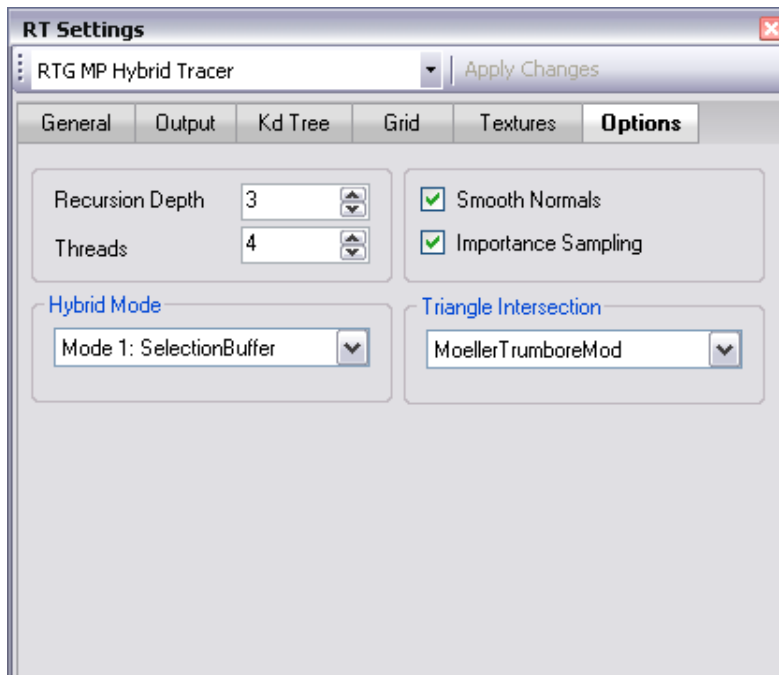 RT Settings
RTG MP Hybrid Tracer Apply Changes
General Output Kd Tree Grid Textures Options
Recursion Depth 3
Threads 4
Smooth Normals
Importance Sampling
Hybrid Mode
Mode 1: SelectionBuffer
Triangle Intersection
MoellerTrumboreMod